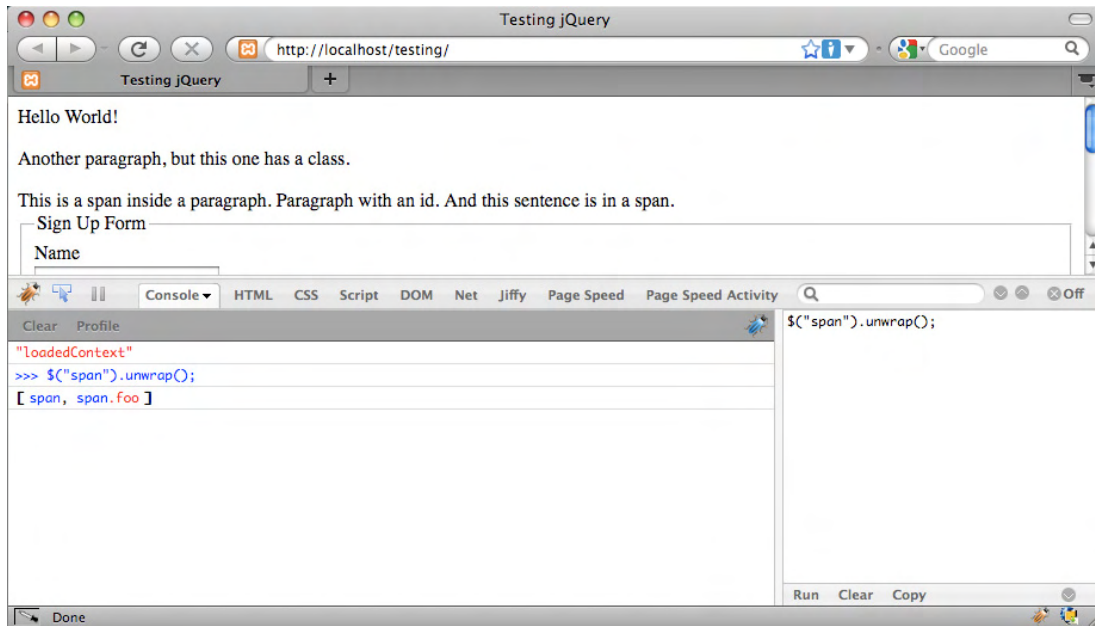 Testing jQuery
http://localhost/testing/
Google
Testing jQuery
+
Hello World!
Another paragraph, but this one has a class.
This is a span inside a paragraph. Paragraph with an id. And this sentence is in a span.
Sign Up Form
Name
Console HTML CSS Script DOM Net Jiffy Page Speed Page Speed Activity Off
Clear Profile
$("span").unwrap();
"loadedContext"
>>> $("span").unwrap();
[ span, span.foo ]
Run Clear Copy
Done